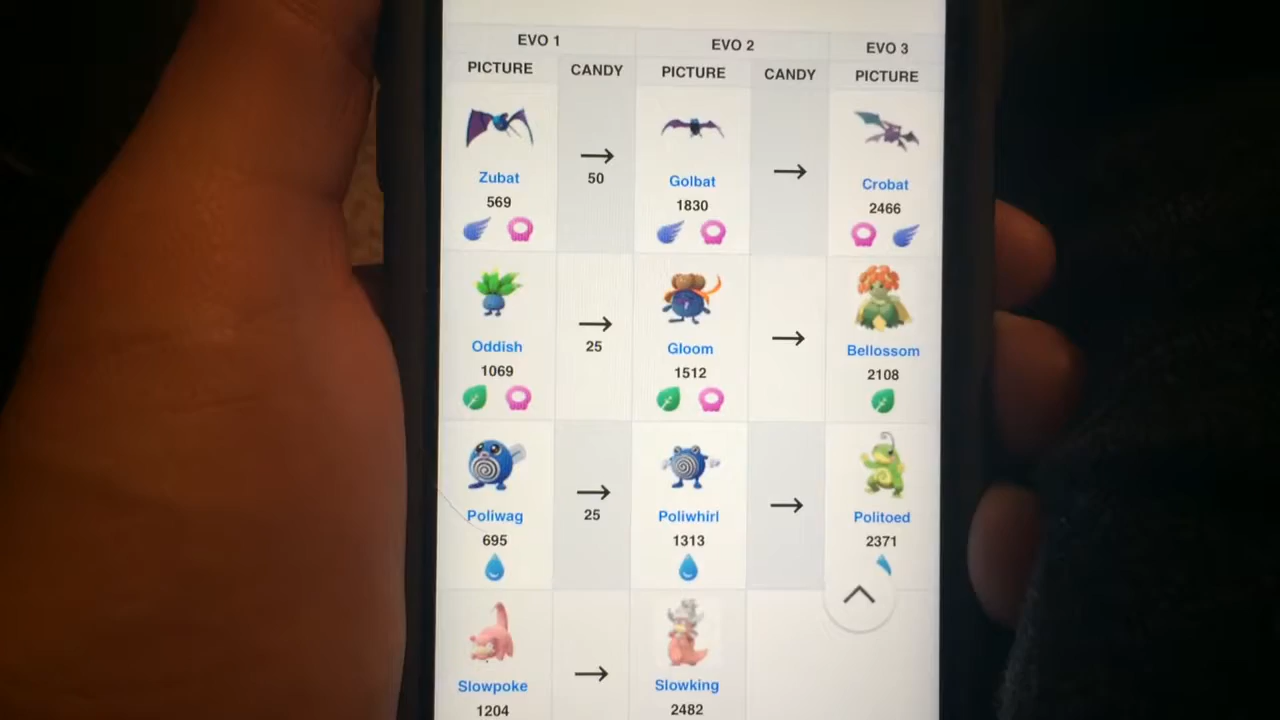 EVO 1 EVO 2 EVO 3
PICTURE CANDY PICTURE CANDY PICTURE
Zubat 50 Golbat Crobat
569 1830 2466
Oddish 25 Gloom Bellossom
1069 1512 2108
Poliwag 25 Poliwhirl Politoed
695 1313 2371
Slowpoke Slowking
1204 2482